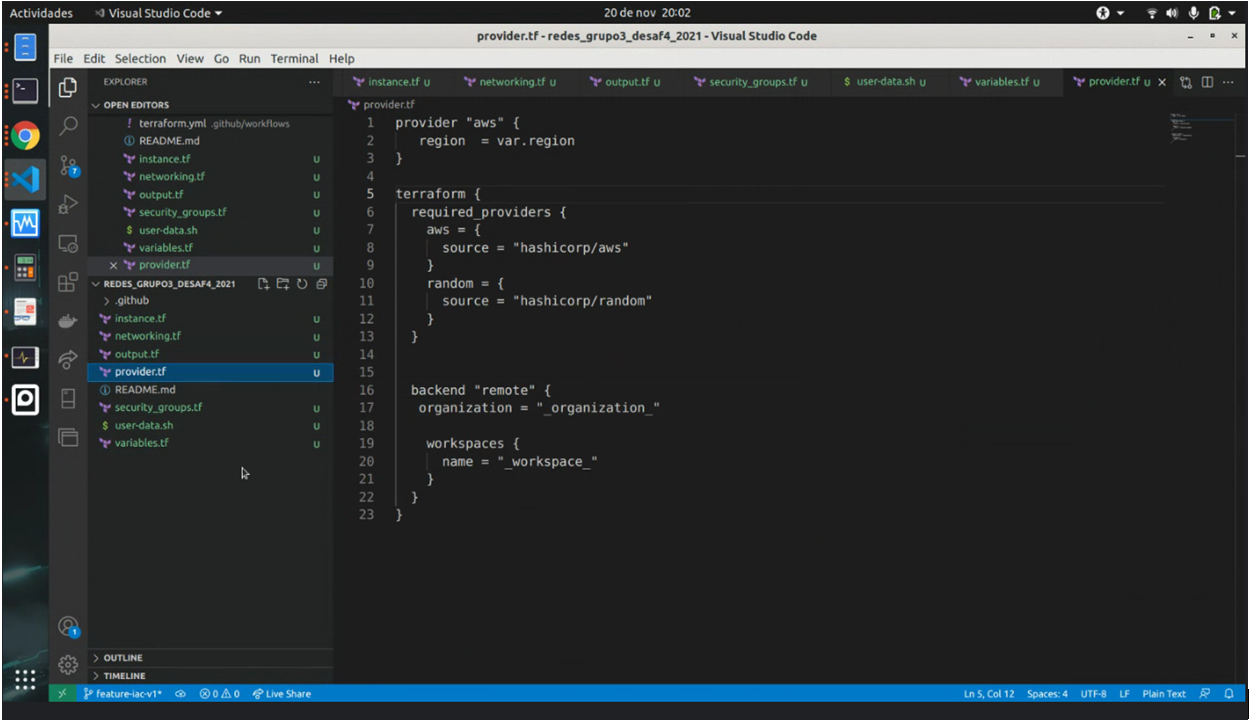 Actividades Visual Studio Code 20 de nov 20:02
provider.tf - redes_grupo3_desaf4_2021 - Visual Studio Code
File Edit Selection View Go Run Terminal Help
EXPLORER ···
instance.tf U networking.tf U output.tf U security_groups.tf U $ user-data.sh U variables.tf U provider.tf U
OPEN EDITORS
! terraform.yml .github/workflows
README.md
instance.tf U
networking.tf U
output.tf U
security_groups.tf U
$ user-data.sh U
variables.tf U
provider.tf U
REDES_GRUPO3_DESAF4_2021
.github
instance.tf U
networking.tf U
output.tf U
provider.tf U
README.md
security_groups.tf U
$ user-data.sh U
variables.tf U
7
1
OUTLINE
TIMELINE
provider.tf
1 provider "aws" {
2 region = var.region
3 }
4
5 terraform {
6 required_providers {
7 aws = {
8 source = "hashicorp/aws"
9 }
10 random = {
11 source = "hashicorp/random"
12 }
13 }
14
15
16 backend "remote" {
17 organization = "_organization_"
18
19 workspaces {
20 name = "_workspace_"
21 }
22 }
23 }
feature-iac-v1* 0 0 Live Share Ln 5, Col 12 Spaces: 4 UTF-8 LF Plain Text